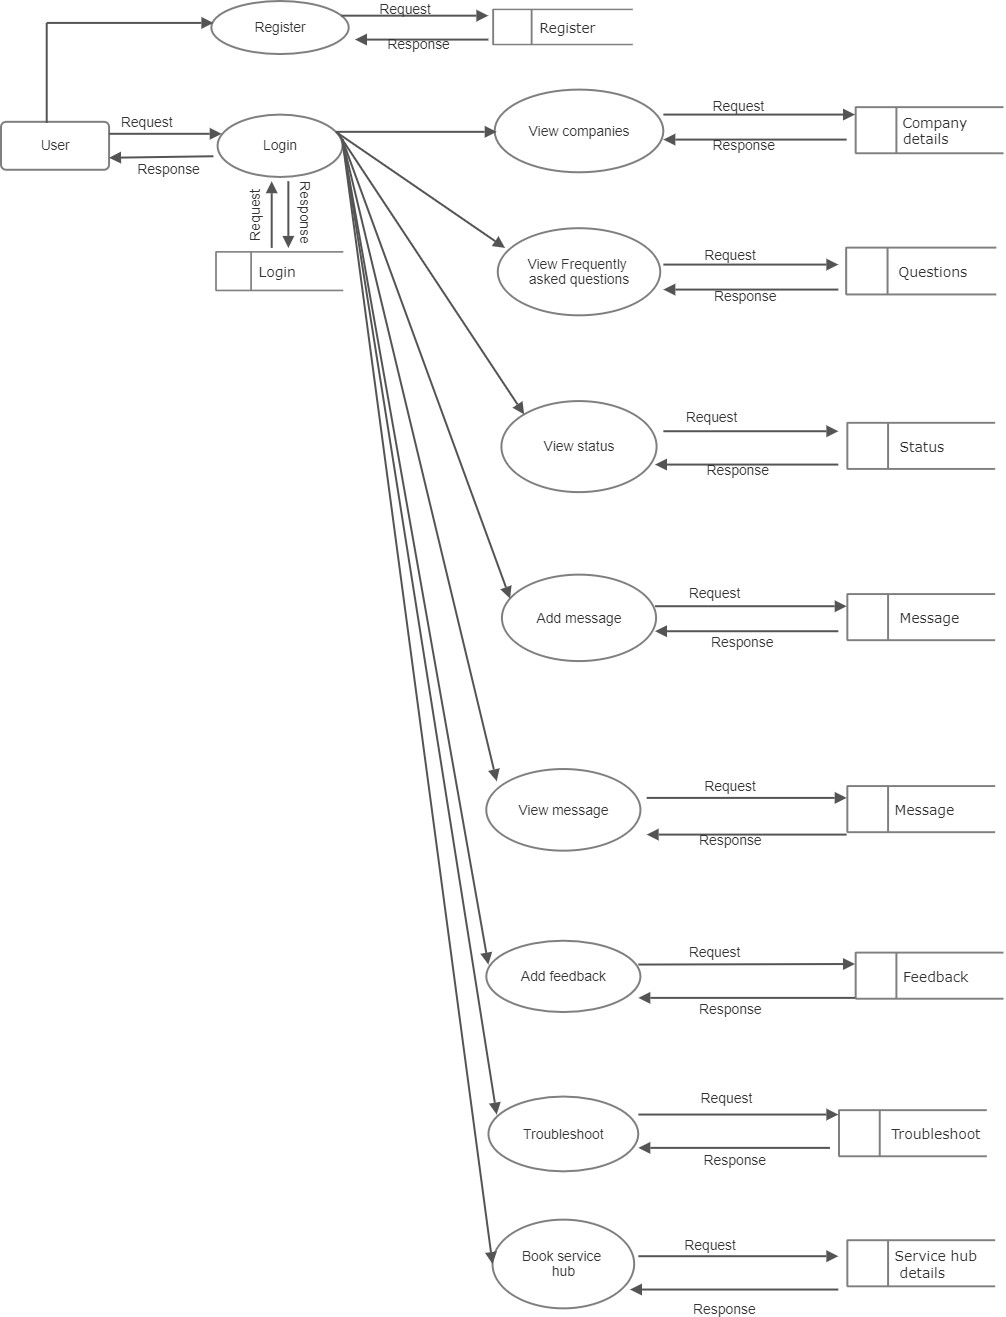 Request
Register
Register
Response
Request
User
Login
Response
Request
Response
Login
Request
View companies
Company
details
Response
Request
View Frequently
asked questions
Questions
Response
Request
View status
Status
Response
Request
Add message
Message
Response
Request
View message
Message
Response
Request
Add feedback
Feedback
Response
Request
Troubleshoot
Troubleshoot
Response
Request
Book service
hub
Service hub
details
Response